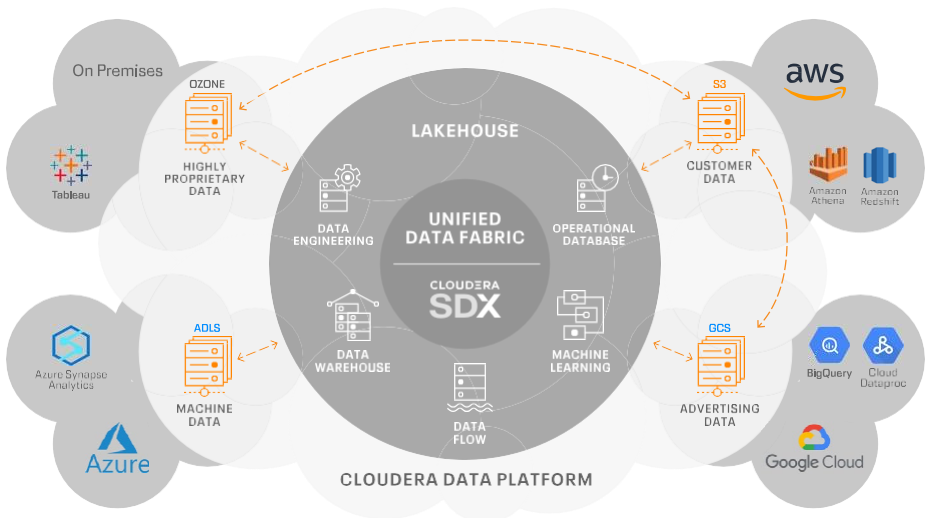 On Premises
Tableau
OZONE
HIGHLY
PROPRIETARY
DATA
S3
CUSTOMER
DATA
aws
Amazon
Athena
Amazon
Redshift
LAKEHOUSE
DATA
ENGINEERING
UNIFIED
DATA FABRIC
CLOUDERA
SDX
OPERATIONAL
DATABASE
DATA
WAREHOUSE
MACHINE
LEARNING
DATA
FLOW
Azure Synapse
Analytics
Azure
ADLS
MACHINE
DATA
GCS
ADVERTISING
DATA
BigQuery
Cloud
Dataproc
Google Cloud
CLOUDERA DATA PLATFORM